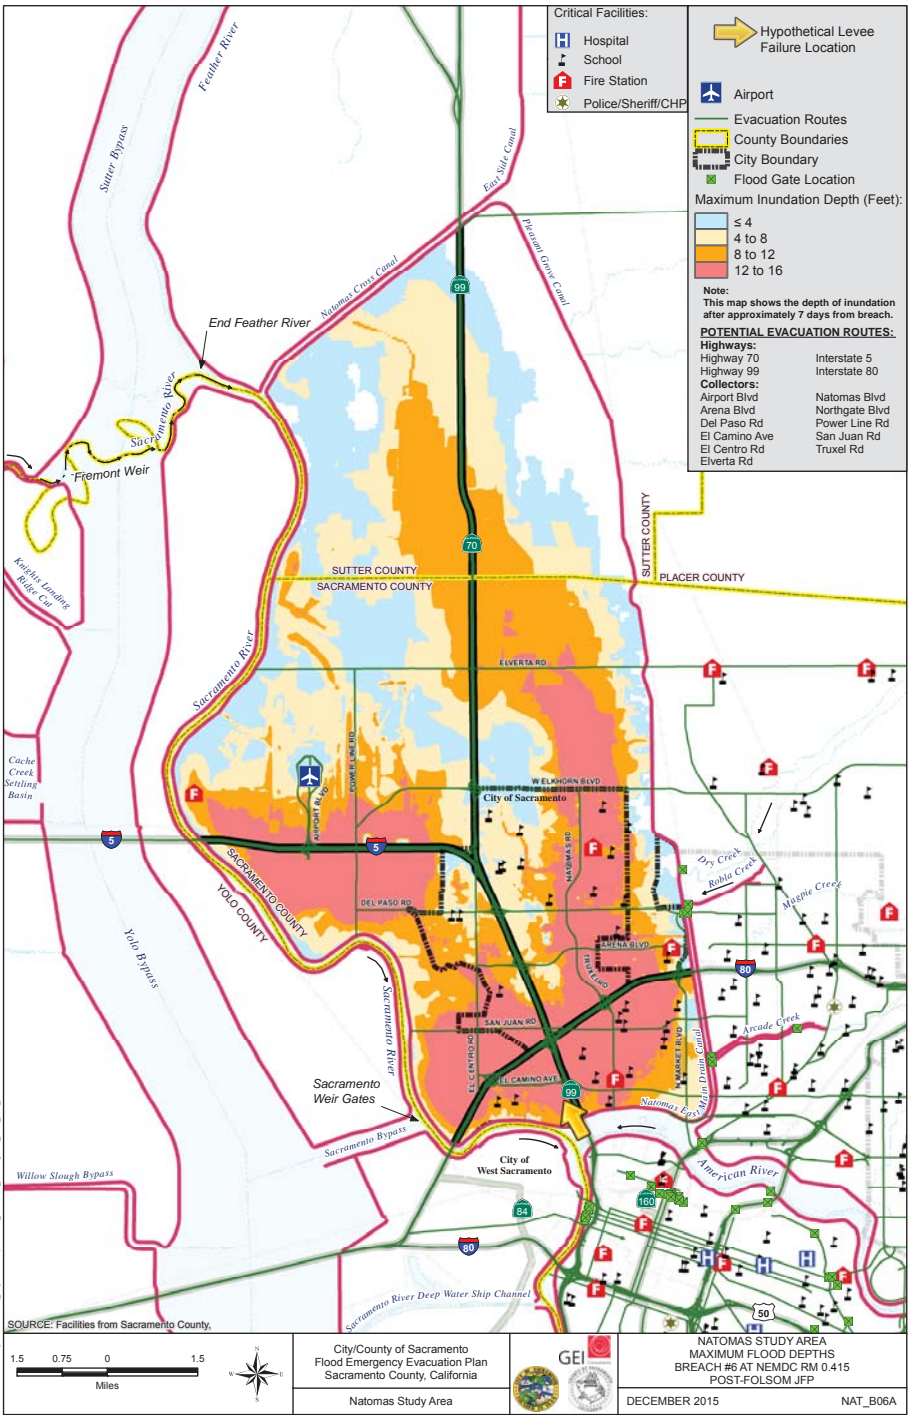 Critical Facilities:
Hospital
School
Fire Station
Police/Sheriff/CHP
Hypothetical Levee
Failure Location
Airport
Evacuation Routes
County Boundaries
City Boundary
Flood Gate Location
Maximum Inundation Depth (Feet):
≤ 4
4 to 8
8 to 12
12 to 16
Note:
This map shows the depth of inundation
after approximately 7 days from breach.
POTENTIAL EVACUATION ROUTES:
Highways:
Highway 70 Interstate 5
Highway 99 Interstate 80
Collectors:
Airport Blvd Natomas Blvd
Arena Blvd Northgate Blvd
Del Paso Rd Power Line Rd
El Camino Ave San Juan Rd
El Centro Rd Truxel Rd
Elverta Rd
Feather River
Sutter Bypass
East Side Canal
Pleasant Grove Canal
Natomas Cross Canal
99
End Feather River
Sacramento River
Fremont Weir
Knights Landing
Ridge Cut
70
SUTTER COUNTY
SACRAMENTO COUNTY
SUTTER COUNTY
PLACER COUNTY
Sacramento River
ELVERTA RD
Cache
Creek
Settling
Basin
POWER LINE RD
AIRPORT BLVD
W ELKHORN BLVD
City of Sacramento
NATOMAS RD
5
5
SACRAMENTO COUNTY
YOLO COUNTY
DEL PASO RD
Dry Creek
Robla Creek
Magpie Creek
Yolo Bypass
ARENA BLVD
TRUXEL RD
80
Sacramento River
SAN JUAN RD
Arcade Creek
EL CENTRO RD
N MARKET BLVD
EL CAMINO AVE
99
Natomas East Main Drain Canal
Sacramento
Weir Gates
Sacramento Bypass
Willow Slough Bypass
City of
West Sacramento
American River
84
160
80
50
Sacramento River Deep Water Ship Channel
SOURCE: Facilities from Sacramento County,
1.5 0.75 0 1.5
Miles
N
W E
S
City/County of Sacramento
Flood Emergency Evacuation Plan
Sacramento County, California
Natomas Study Area
GEI
Consultants
NATOMAS STUDY AREA
MAXIMUM FLOOD DEPTHS
BREACH #6 AT NEMDC RM 0.415
POST-FOLSOM JFP
DECEMBER 2015 NAT_B06A